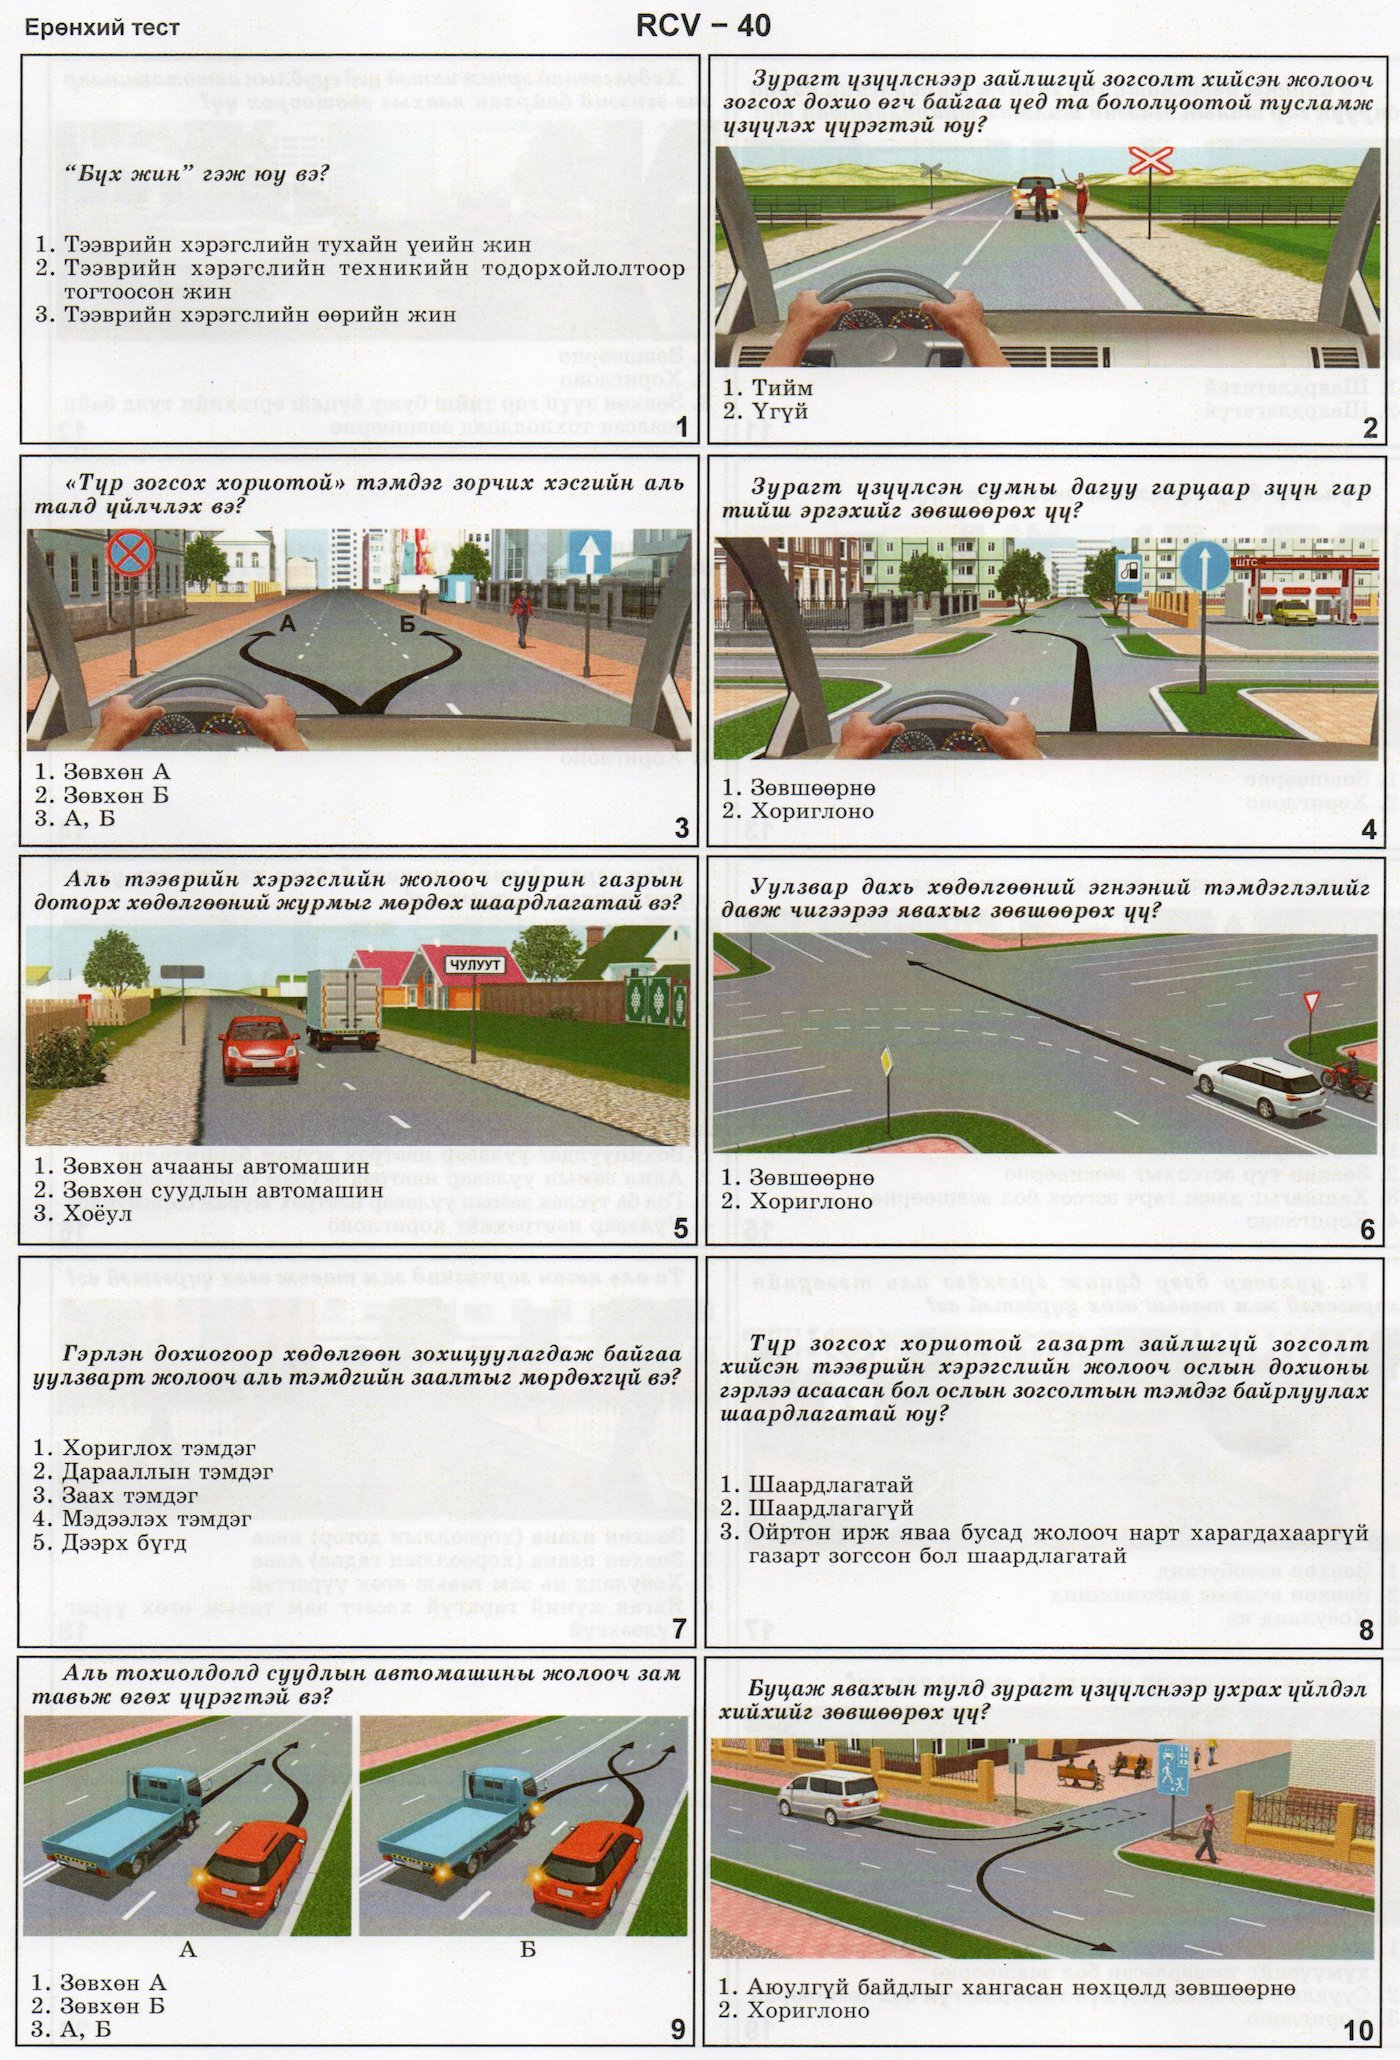 Ерөнхий тест
RCV – 40
“Бүх жин” гэж юу вэ?
1. Тээврийн хэрэгслийн тухайн үеийн жин
2. Тээврийн хэрэгслийн техникийн тодорхойлолтоор
тогтоосон жин
3. Тээврийн хэрэгслийн өөрийн жин
1
Зурагт үзүүлснээр зайлшгүй зогсолт хийсэн жолооч
зогсох дохио өгч байгаа үед та бололцоотой тусламж
үзүүлэх үүрэгтэй юу?
1. Тийм
2. Үгүй
2
«Түр зогсох хориотой» тэмдэг зорчих хэсгийн аль
талд үйлчлэх вэ?
А
Б
1. Зөвхөн А
2. Зөвхөн Б
3. А, Б
3
Зурагт үзүүлсэн сумны дагуу гарцаар зүүн гар
тийш эргэхийг зөвшөөрөх үү?
ШТС
1. Зөвшөөрнө
2. Хориглоно
4
Аль тээврийн хэрэгслийн жолооч суурин газрын
доторх хөдөлгөөний журмыг мөрдөх шаардлагатай вэ?
ЧУЛУУТ
1. Зөвхөн ачааны автомашин
2. Зөвхөн суудлын автомашин
3. Хоёул
5
Уулзвар дахь хөдөлгөөний эгнээний тэмдэглэлийг
давж чигээрээ явахыг зөвшөөрөх үү?
1. Зөвшөөрнө
2. Хориглоно
6
Гэрлэн дохиогоор хөдөлгөөн зохицуулагдаж байгаа
уулзварт жолооч аль тэмдгийн заалтыг мөрдөхгүй вэ?
1. Хориглох тэмдэг
2. Дарааллын тэмдэг
3. Заах тэмдэг
4. Мэдээлэх тэмдэг
5. Дээрх бүгд
7
Түр зогсох хориотой газарт зайлшгүй зогсолт
хийсэн тээврийн хэрэгслийн жолооч ослын дохионы
гэрлээ асаасан бол ослын зогсолтын тэмдэг байрлуулах
шаардлагатай юу?
1. Шаардлагатай
2. Шаардлагагүй
3. Ойртон ирж яваа бусад жолооч нарт харагдахааргүй
газарт зогссон бол шаардлагатай
8
Аль тохиолдолд суудлын автомашины жолооч зам
тавьж өгөх үүрэгтэй вэ?
А
Б
1. Зөвхөн А
2. Зөвхөн Б
3. А, Б
9
Буцаж явахын тулд зурагт үзүүлснээр ухрах үйлдэл
хийхийг зөвшөөрөх үү?
1. Аюулгүй байдлыг хангасан нөхцөлд зөвшөөрнө
2. Хориглоно
10